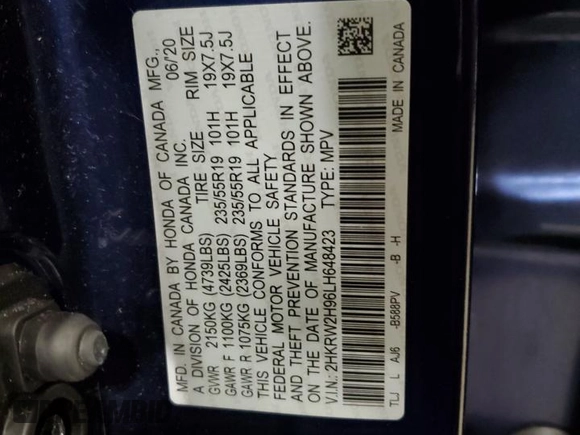 MFD. IN CANADA BY HONDA OF CANADA MFG.,
A DIVISION OF HONDA CANADA INC. 06/20
TIRE SIZE RIM SIZE
GVWR 2150KG (4739LBS)
GAWR F 1100KG (2425LBS) 235/55R19 101H 19X7.5J
GAWR R 1075KG (2369LBS) 235/55R19 101H 19X7.5J
THIS VEHICLE CONFORMS TO ALL APPLICABLE
FEDERAL MOTOR VEHICLE SAFETY
AND THEFT PREVENTION STANDARDS IN EFFECT
ON THE DATE OF MANUFACTURE SHOWN ABOVE.
V.I.N.: 2HKRW2H96LH648423 TYPE: MPV
TLJ L AJ6 -B588PV -B -H MADE IN CANADA